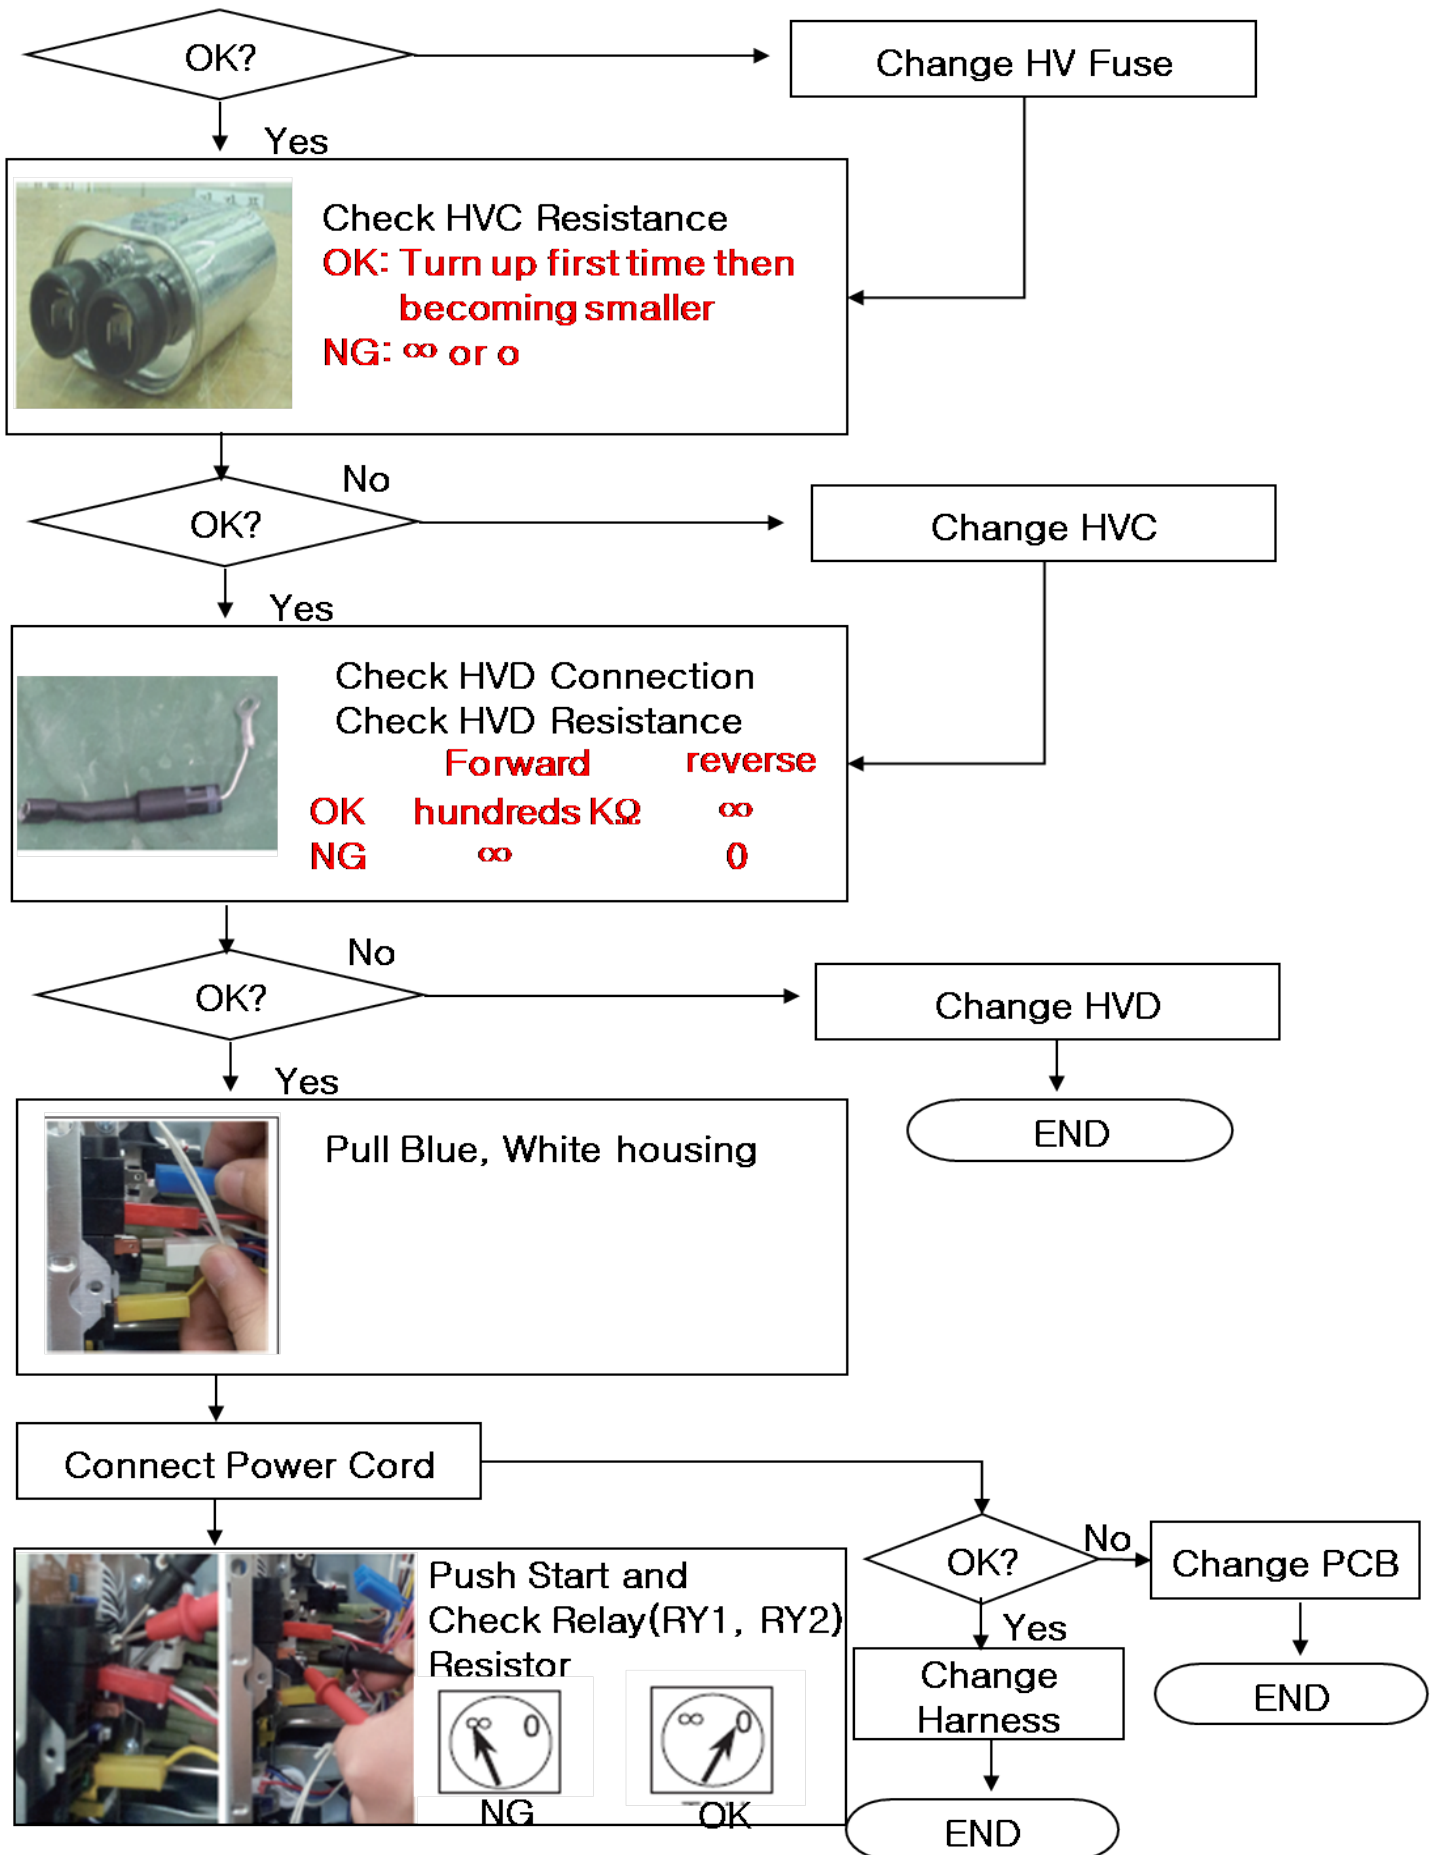 OK?
Change HV Fuse
Yes
Check HVC Resistance
OK: Turn up first time then
becoming smaller
NG: ∞ or o
No
OK?
Change HVC
Yes
Check HVD Connection
Check HVD Resistance
Forward reverse
OK hundreds KΩ ∞
NG ∞ 0
No
OK?
Change HVD
Yes
END
Pull Blue, White housing
Connect Power Cord
OK?
No
Change PCB
Yes
Push Start and
Check Relay(RY1, RY2)
Resistor
∞ 0
NG
∞ 0
OK
Change
Harness
END
END